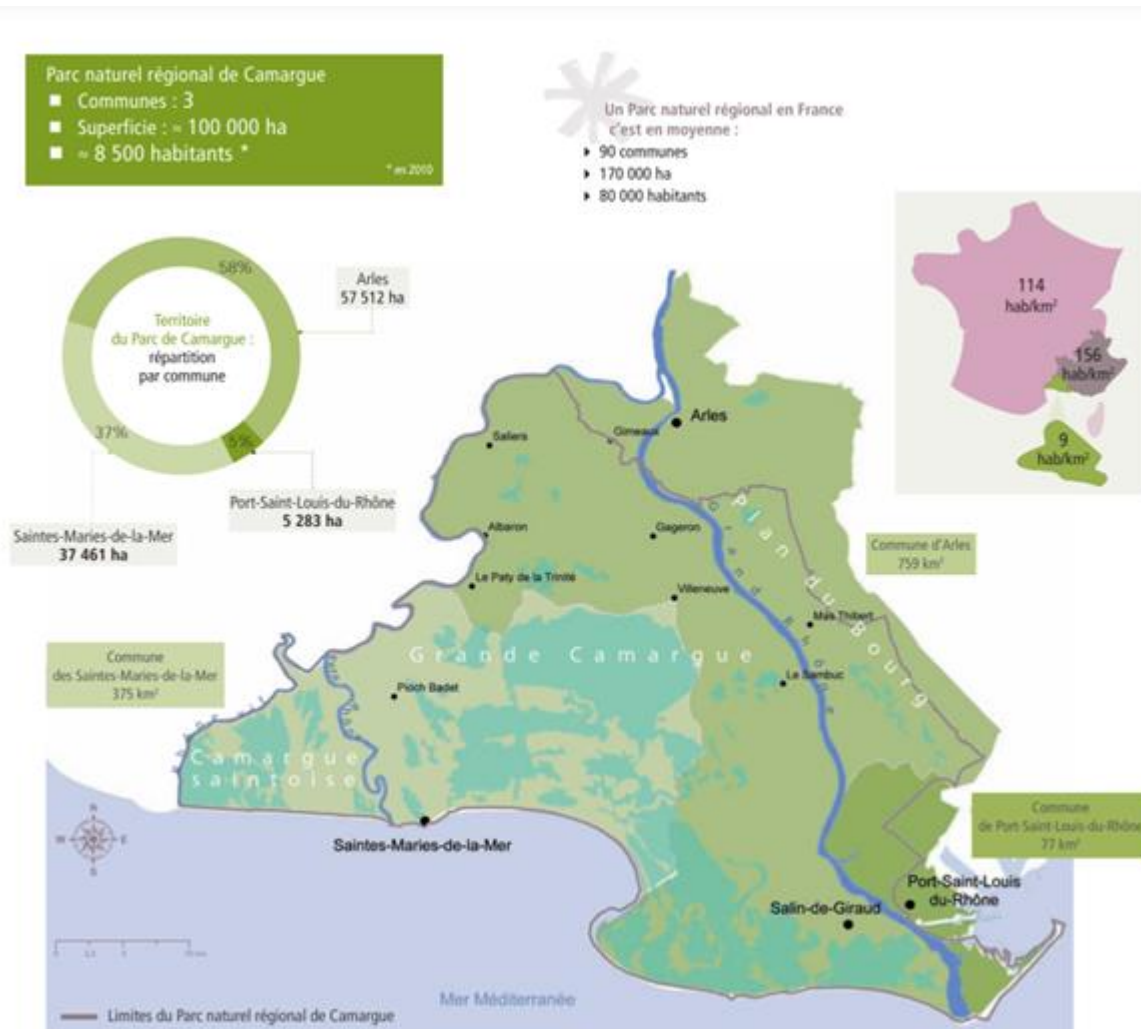 Parc naturel régional de Camargue
■ Communes : 3
■ Superficie : ≈ 100 000 ha
■ ≈ 8 500 habitants *
* en 2010
Un Parc naturel régional en France
c'est en moyenne :
90 communes
170 000 ha
80 000 habitants
114
hab/km²
156
hab/km²
9
hab/km²
58%
37%
5%
Territoire
du Parc de Camargue :
répartition
par commune
Arles
57 512 ha
Port-Saint-Louis-du-Rhône
5 283 ha
Saintes-Maries-de-la-Mer
37 461 ha
Arles
Gimeaux
Saliers
Albaron
Gageron
Le Paty de la Trinité
Villeneuve
Mas Thibert
Plan du Bourg
Grand Rhône
Commune d'Arles
759 km²
Commune
des Saintes-Maries-de-la-Mer
375 km²
Grande Camargue
Pioch Badet
Le Sambuc
Petit Rhône
Camargue
saintoise
Commune
de Port Saint-Louis-du-Rhône
77 km²
N
W E
S
Saintes-Maries-de-la-Mer
Salin-de-Giraud
Port-Saint-Louis
du-Rhône
Mer Méditerranée
Limites du Parc naturel régional de Camargue